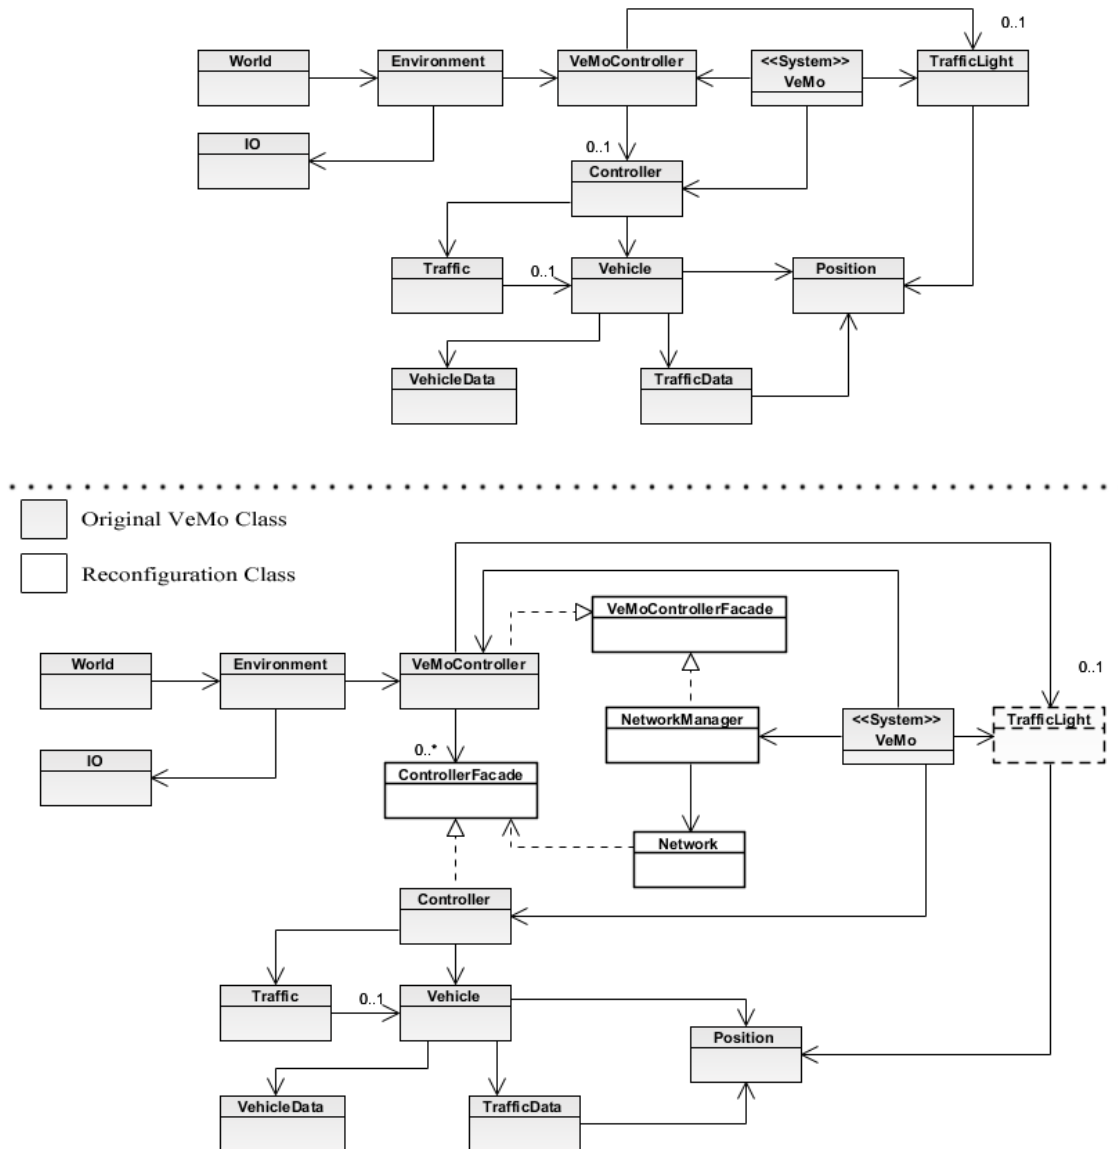 0..1
World
Environment
VeMoController
<<System>>
VeMo
TrafficLight
IO
0..1
Controller
Traffic
0..1
Vehicle
Position
VehicleData
TrafficData
Original VeMo Class
Reconfiguration Class
VeMoControllerFacade
World
Environment
VeMoController
0..1
NetworkManager
<<System>>
VeMo
TrafficLight
IO
0..*
ControllerFacade
Network
Controller
Traffic
0..1
Vehicle
Position
VehicleData
TrafficData